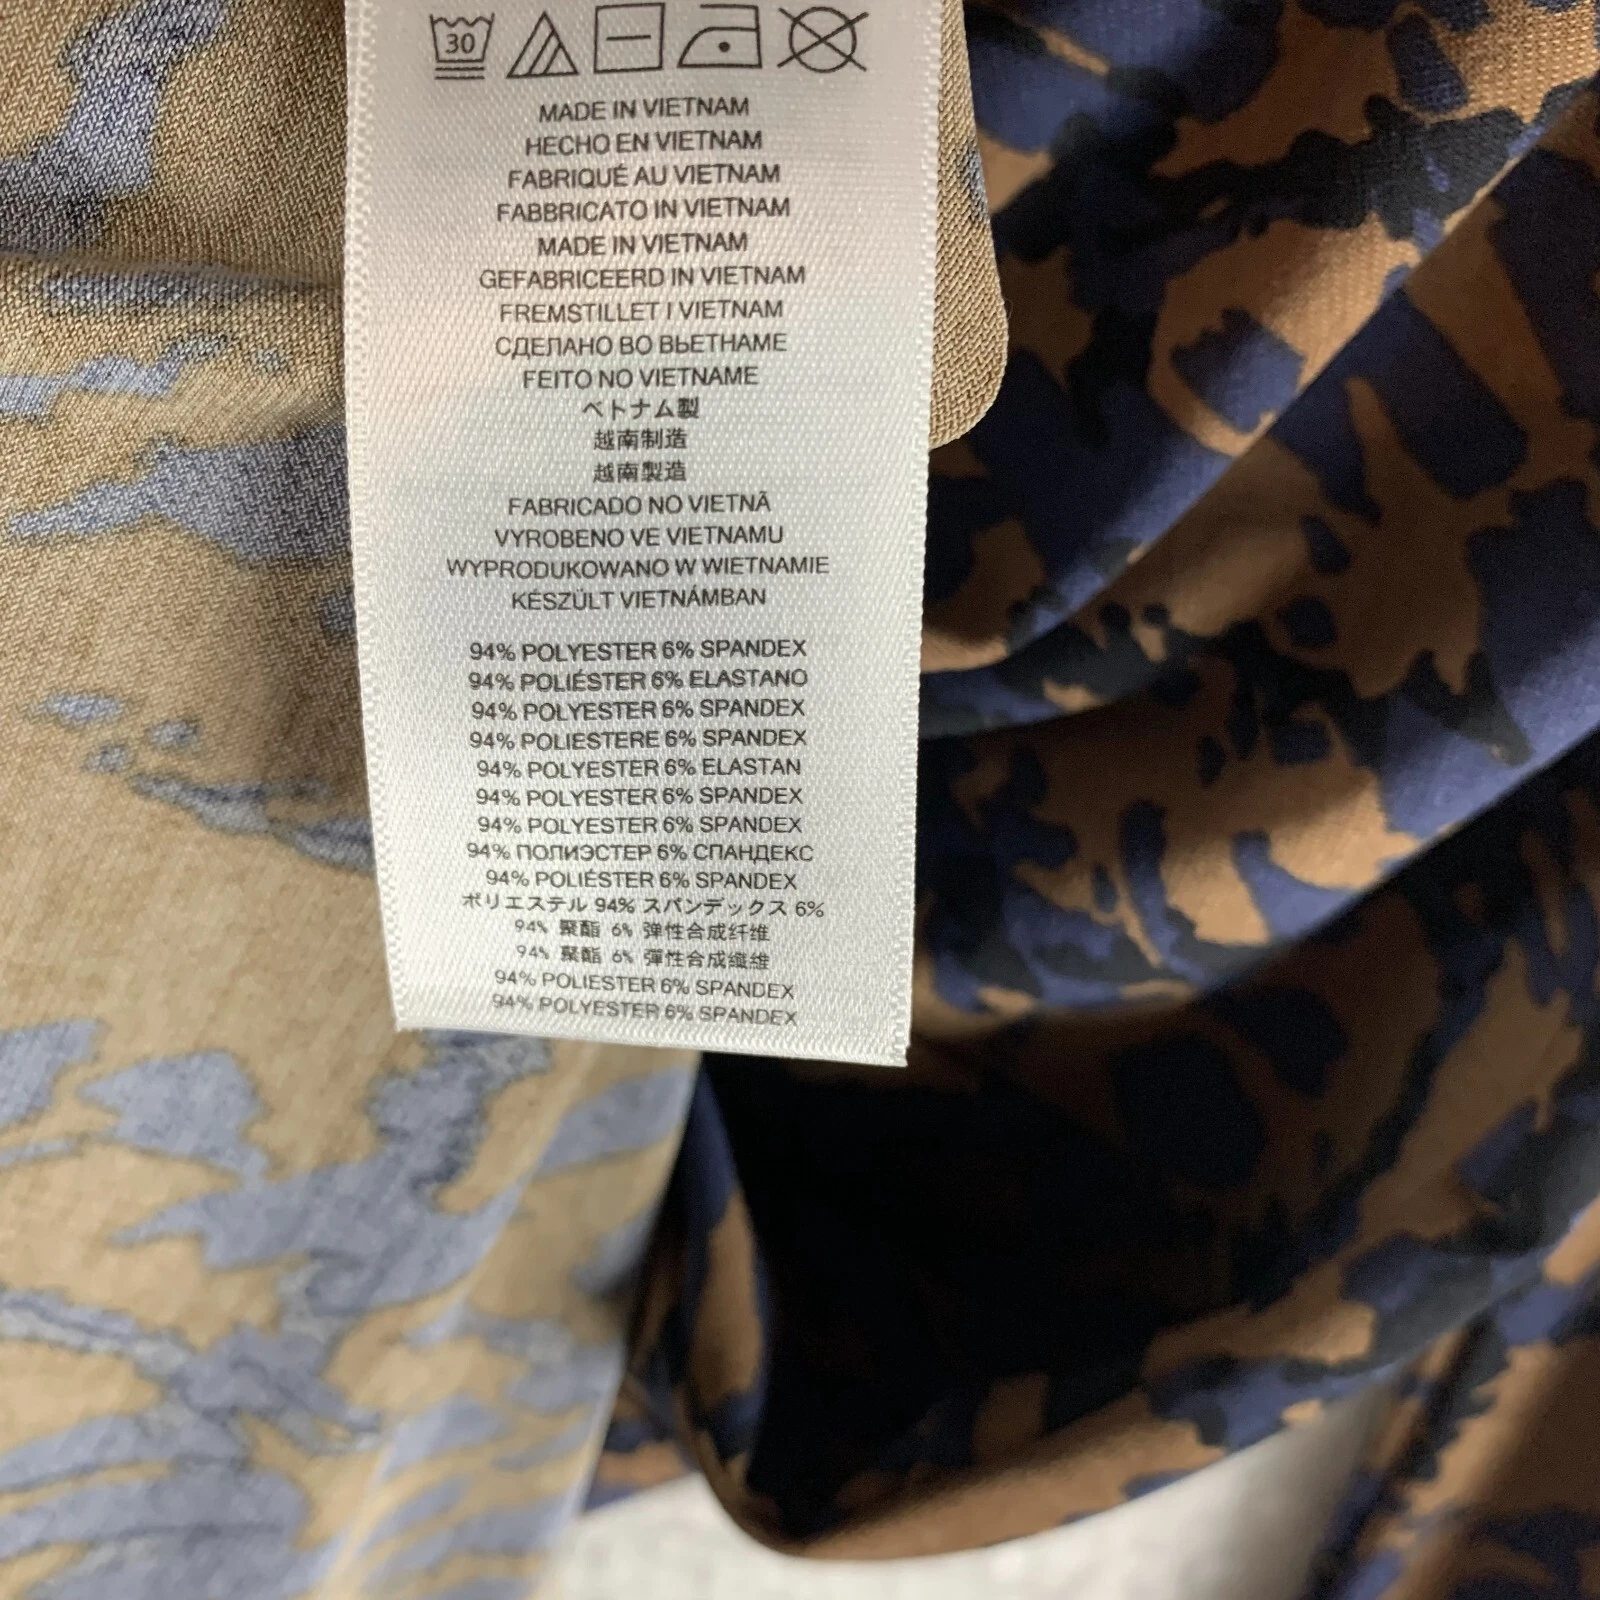 30
MADE IN VIETNAM
HECHO EN VIETNAM
FABRIQUÉ AU VIETNAM
FABBRICATO IN VIETNAM
MADE IN VIETNAM
GEFABRICEERD IN VIETNAM
FREMSTILLET I VIETNAM
СДЕЛАНО ВО ВЬЕТНАМЕ
FEITO NO VIETNAME
ベトナム製
越南制造
越南製造
FABRICADO NO VIETNÃ
VYROBENO VE VIETNAMU
WYPRODUKOWANO W WIETNAMIE
KÉSZÜLT VIETNÁMBAN
94% POLYESTER 6% SPANDEX
94% POLIÉSTER 6% ELASTANO
94% POLYESTER 6% SPANDEX
94% POLIESTERE 6% SPANDEX
94% POLYESTER 6% ELASTAN
94% POLYESTER 6% SPANDEX
94% POLYESTER 6% SPANDEX
94% ПОЛИЭСТЕР 6% СПАНДЕКС
94% POLIÉSTER 6% SPANDEX
ポリエステル 94% スパンデックス 6%
94% 聚酯 6% 弹性合成纤维
94% 聚酯 6% 彈性合成纖維
94% POLIESTER 6% SPANDEX
94% POLYESTER 6% SPANDEX